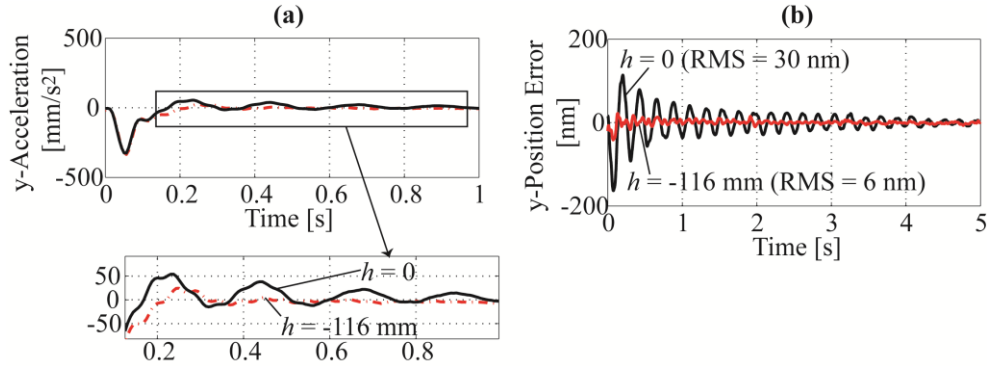 (a)
y-Acceleration
[mm/s²]
500
0
-500
0
0.2
0.4
0.6
0.8
1
Time [s]
50
0
-50
h = 0
h = -116 mm
0.2
0.4
0.6
0.8
(b)
y-Position Error
[nm]
200
0
-200
h = 0 (RMS = 30 nm)
h = -116 mm (RMS = 6 nm)
0
1
2
3
4
5
Time [s]